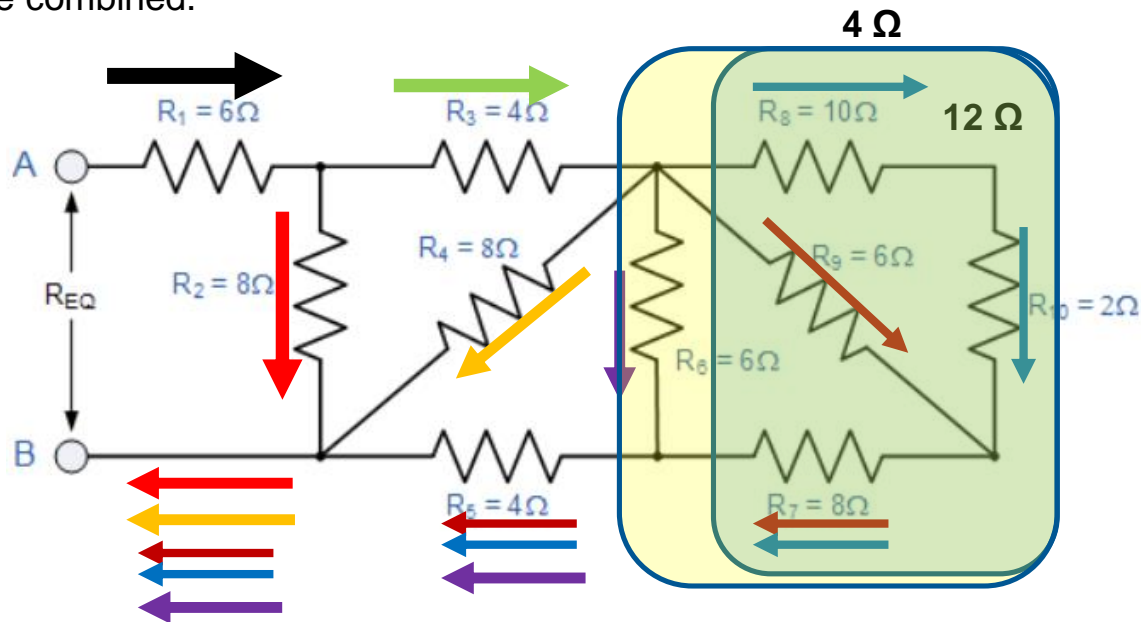 e combined.
4 Ω
R1 = 6Ω
R3 = 4Ω
R8 = 10Ω
12 Ω
A
R4 = 8Ω
R9 = 6Ω
R2 = 8Ω
REQ
R10 = 2Ω
R6 = 6Ω
B
R5 = 4Ω
R7 = 8Ω